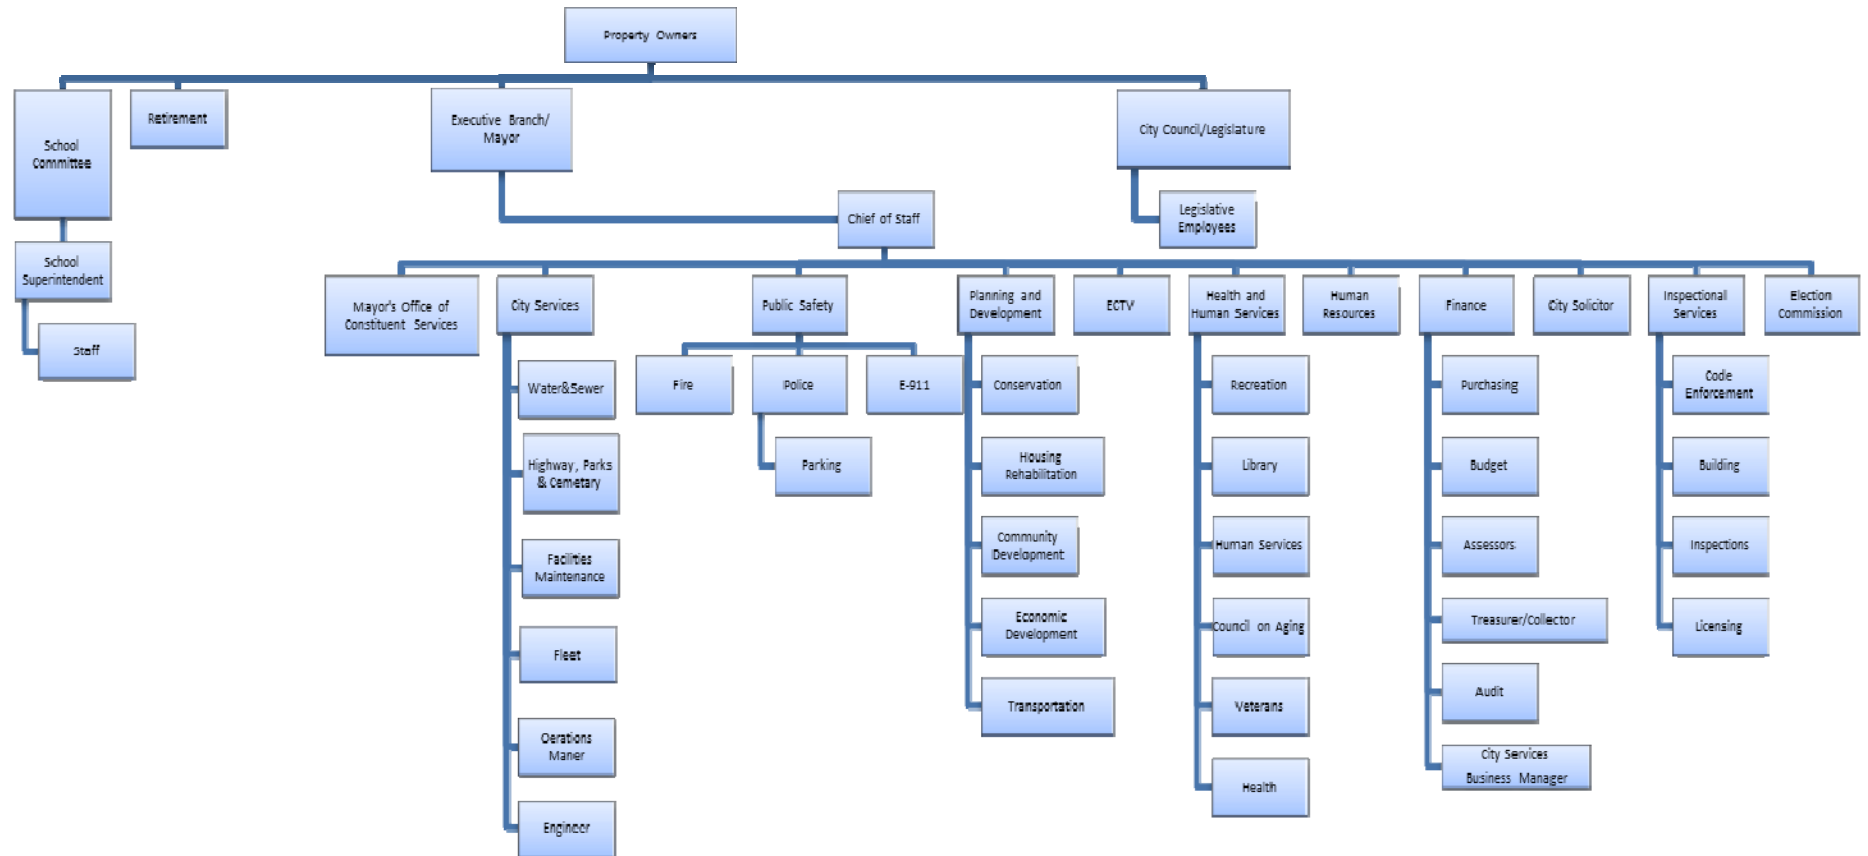 Property Owners
School
Committee
Retirement
Executive Branch/
Mayor
City Council/Legislature
Chief of Staff
Legislative
Employees
School
Superintendent
Staff
Mayor's Office of
Constituent Services
City Services
Public Safety
Planning and
Development
ECTV
Health and
Human Services
Human
Resources
Finance
City Solicitor
Inspectional
Services
Election
Commission
Water&Sewer
Highway, Parks
& Cemetary
Facilities
Maintenance
Fleet
Oerations
Maner
Engineer
Fire
Police
E-911
Parking
Conservation
Housing
Rehabilitation
Community
Development
Economic
Development
Transportation
Recreation
Library
Human Services
Council on Aging
Veterans
Health
Purchasing
Budget
Assessors
Treasurer/Collector
Audit
City Services
Business Manager
Code
Enforcement
Building
Inspections
Licensing